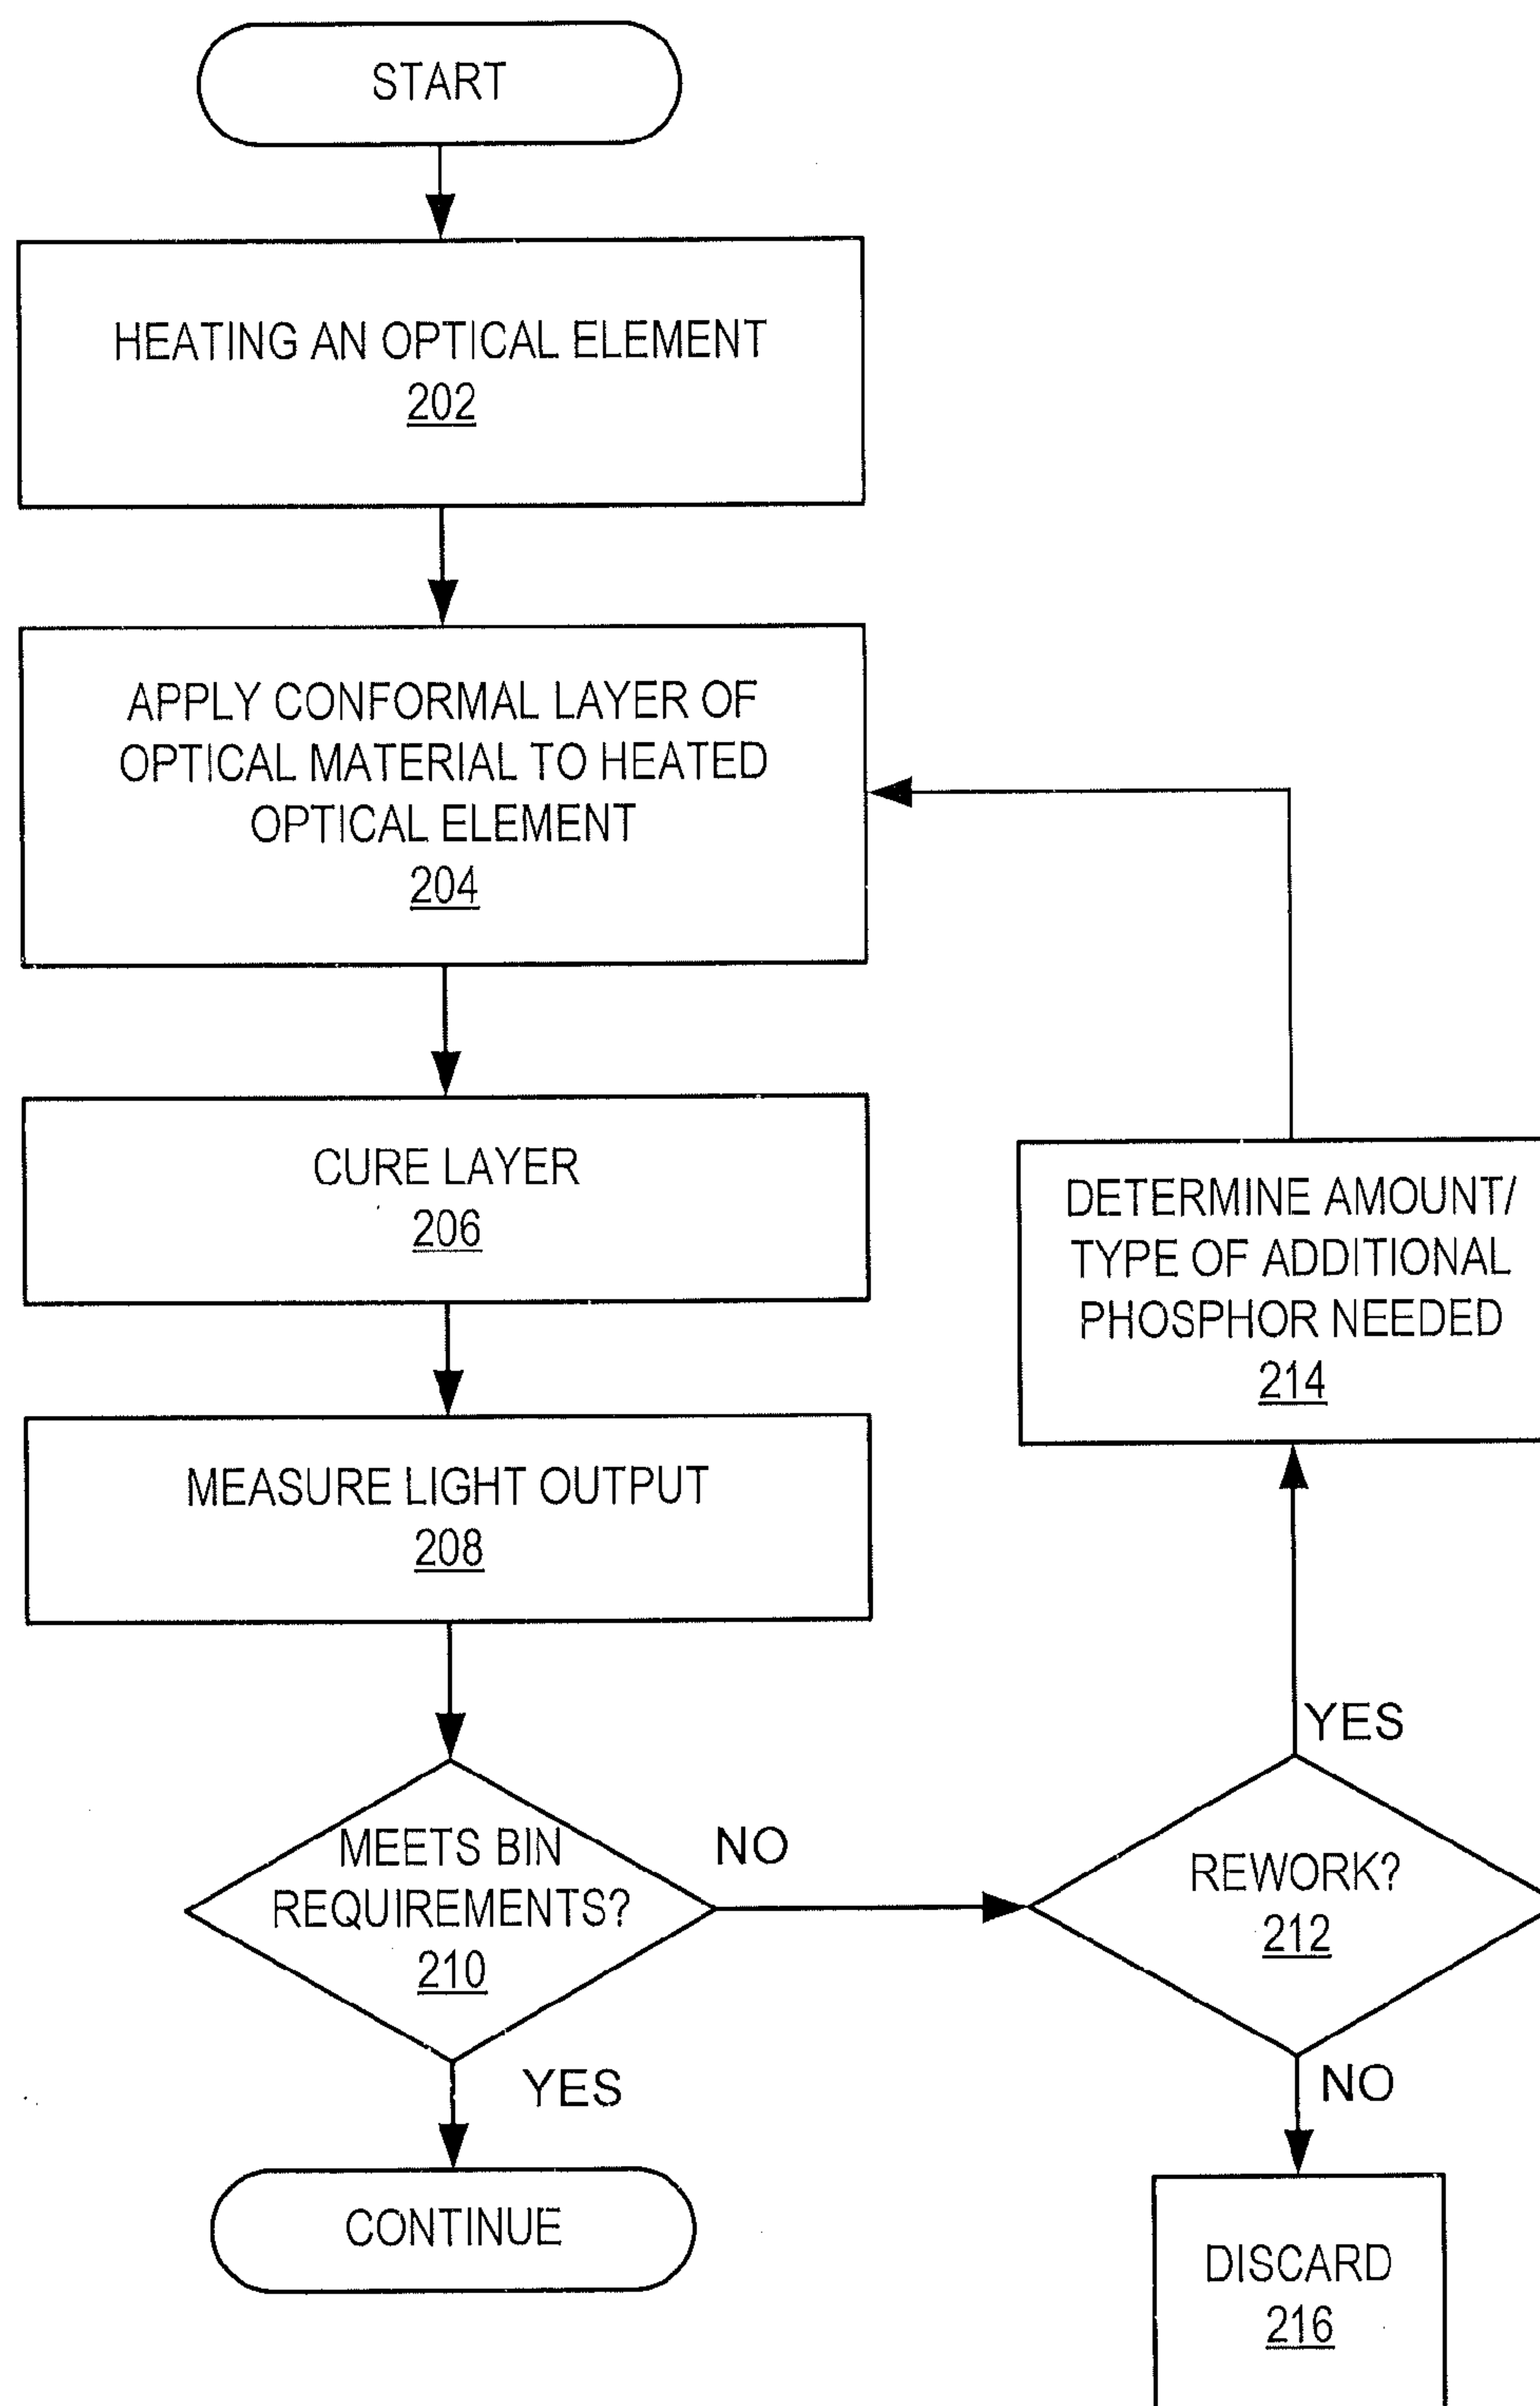 START
HEATING AN OPTICAL ELEMENT
202
APPLY CONFORMAL LAYER OF
OPTICAL MATERIAL TO HEATED
OPTICAL ELEMENT
204
CURE LAYER
206
DETERMINE AMOUNT/
TYPE OF ADDITIONAL
PHOSPHOR NEEDED
214
MEASURE LIGHT OUTPUT
208
YES
MEETS BIN
REQUIREMENTS?
210
NO
REWORK?
212
YES
NO
CONTINUE
DISCARD
216